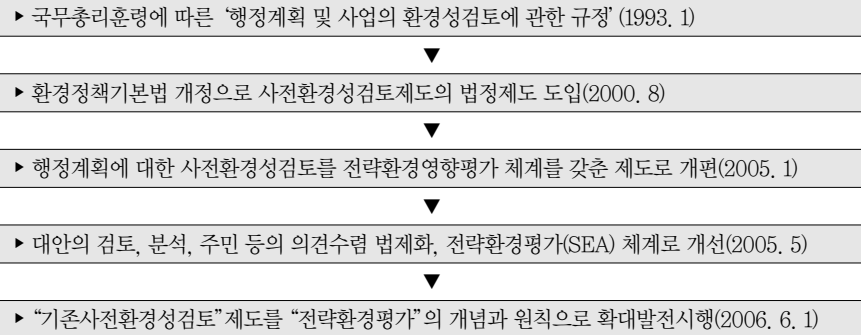 ▶ 국무총리훈령에 따른 ‘행정계획 및 사업의 환경성검토에 관한 규정’ (1993. 1)
▼
▶ 환경정책기본법 개정으로 사전환경성검토제도의 법정제도 도입(2000. 8)
▼
▶ 행정계획에 대한 사전환경성검토를 전략환경영향평가 체계를 갖춘 제도로 개편(2005. 1)
▼
▶ 대안의 검토, 분석, 주민 등의 의견수렴 법제화, 전략환경평가(SEA) 체계로 개선(2005. 5)
▼
▶ “기존사전환경성검토”제도를 “전략환경평가”의 개념과 원칙으로 확대발전시행(2006. 6. 1)